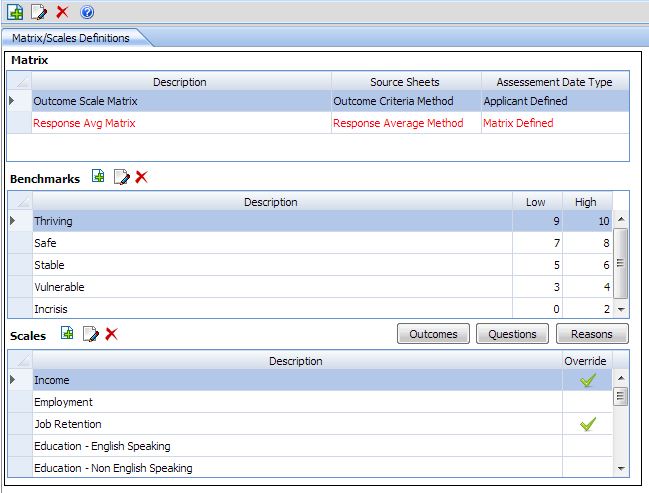 Matrix/Scales Definitions
Matrix
Description Source Sheets Assessement Date Type
Outcome Scale Matrix Outcome Criteria Method Applicant Defined
Response Avg Matrix Response Average Method Matrix Defined
Benchmarks
Description Low High
Thriving 9 10
Safe 7 8
Stable 5 6
Vulnerable 3 4
Incrisis 0 2
Scales Outcomes Questions Reasons
Description Override
Income
Employment
Job Retention
Education - English Speaking
Education - Non English Speaking